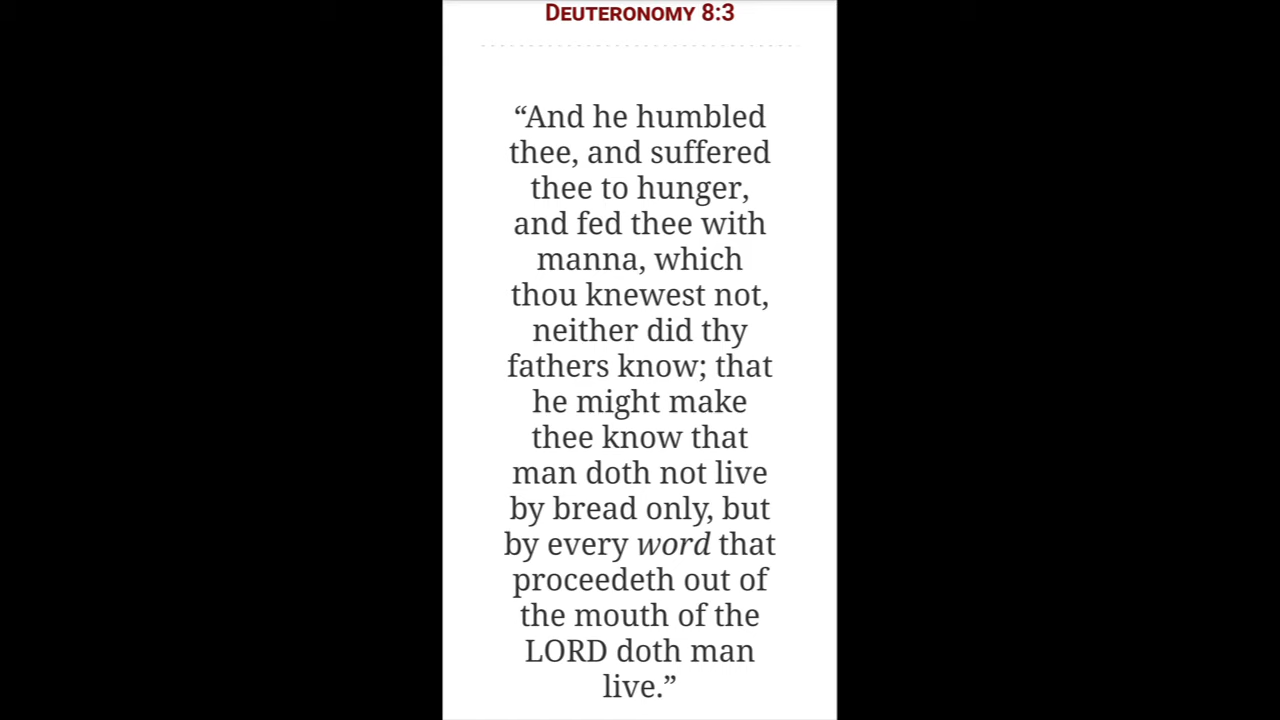 DEUTERONOMY 8:3
“And he humbled
thee, and suffered
thee to hunger,
and fed thee with
manna, which
thou knewest not,
neither did thy
fathers know; that
he might make
thee know that
man doth not live
by bread only, but
by every word that
proceedeth out of
the mouth of the
LORD doth man
live.”